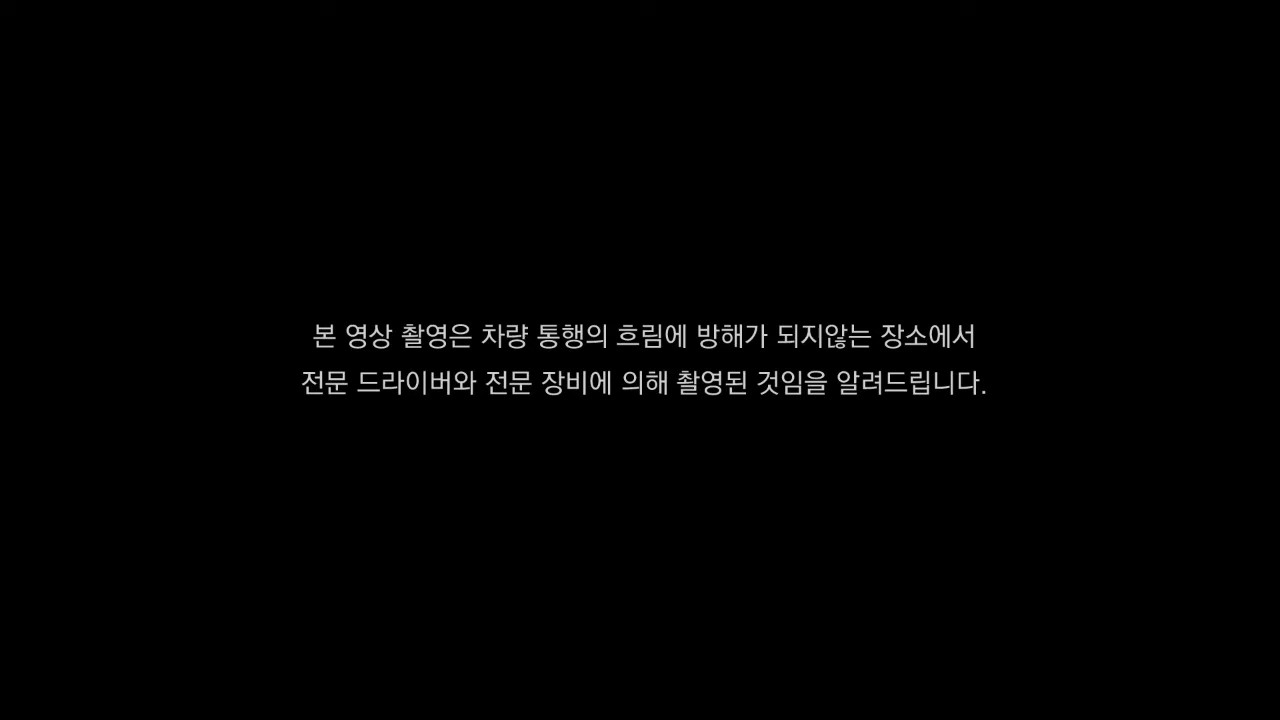 본 영상 촬영은 차량 통행의 흐림에 방해가 되지않는 장소에서
전문 드라이버와 전문 장비에 의해 촬영된 것임을 알려드립니다.